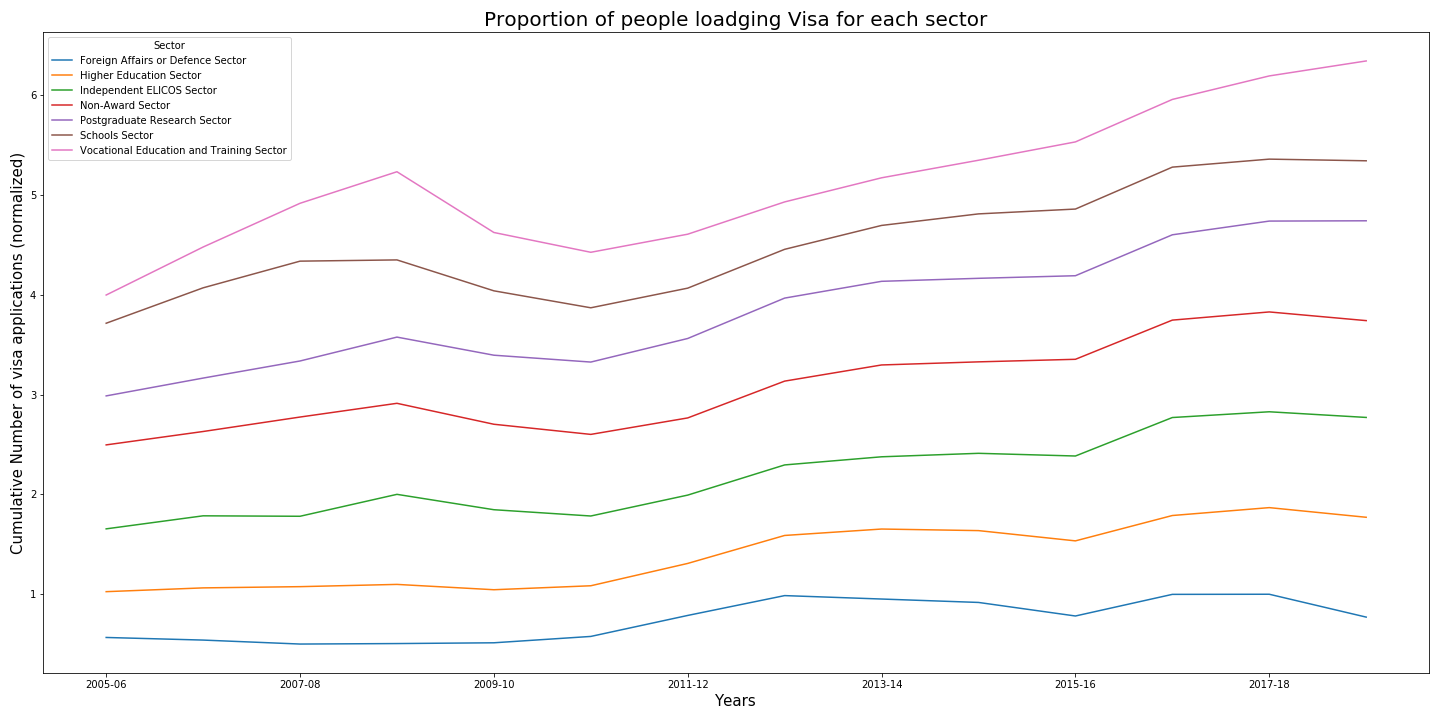 Proportion of people loadging Visa for each sector
Sector
Foreign Affairs or Defence Sector
Higher Education Sector
Independent ELICOS Sector
Non-Award Sector
Postgraduate Research Sector
Schools Sector
Vocational Education and Training Sector
Cumulative Number of visa applications (normalized)
6
5
4
3
2
1
2005-06 2007-08 2009-10 2011-12 2013-14 2015-16 2017-18
Years